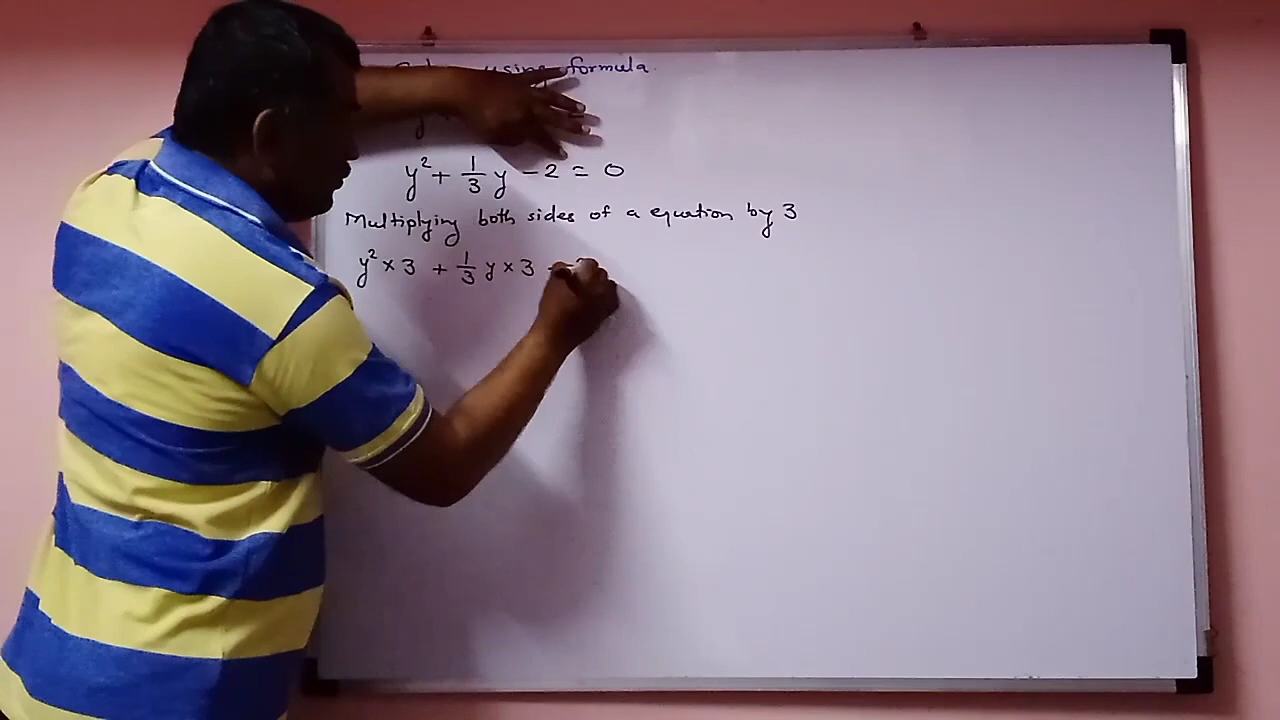 using formula.
y² + 1/3 y - 2 = 0
Multiplying both sides of a equation by 3
y² × 3 + 1/3 y × 3 -